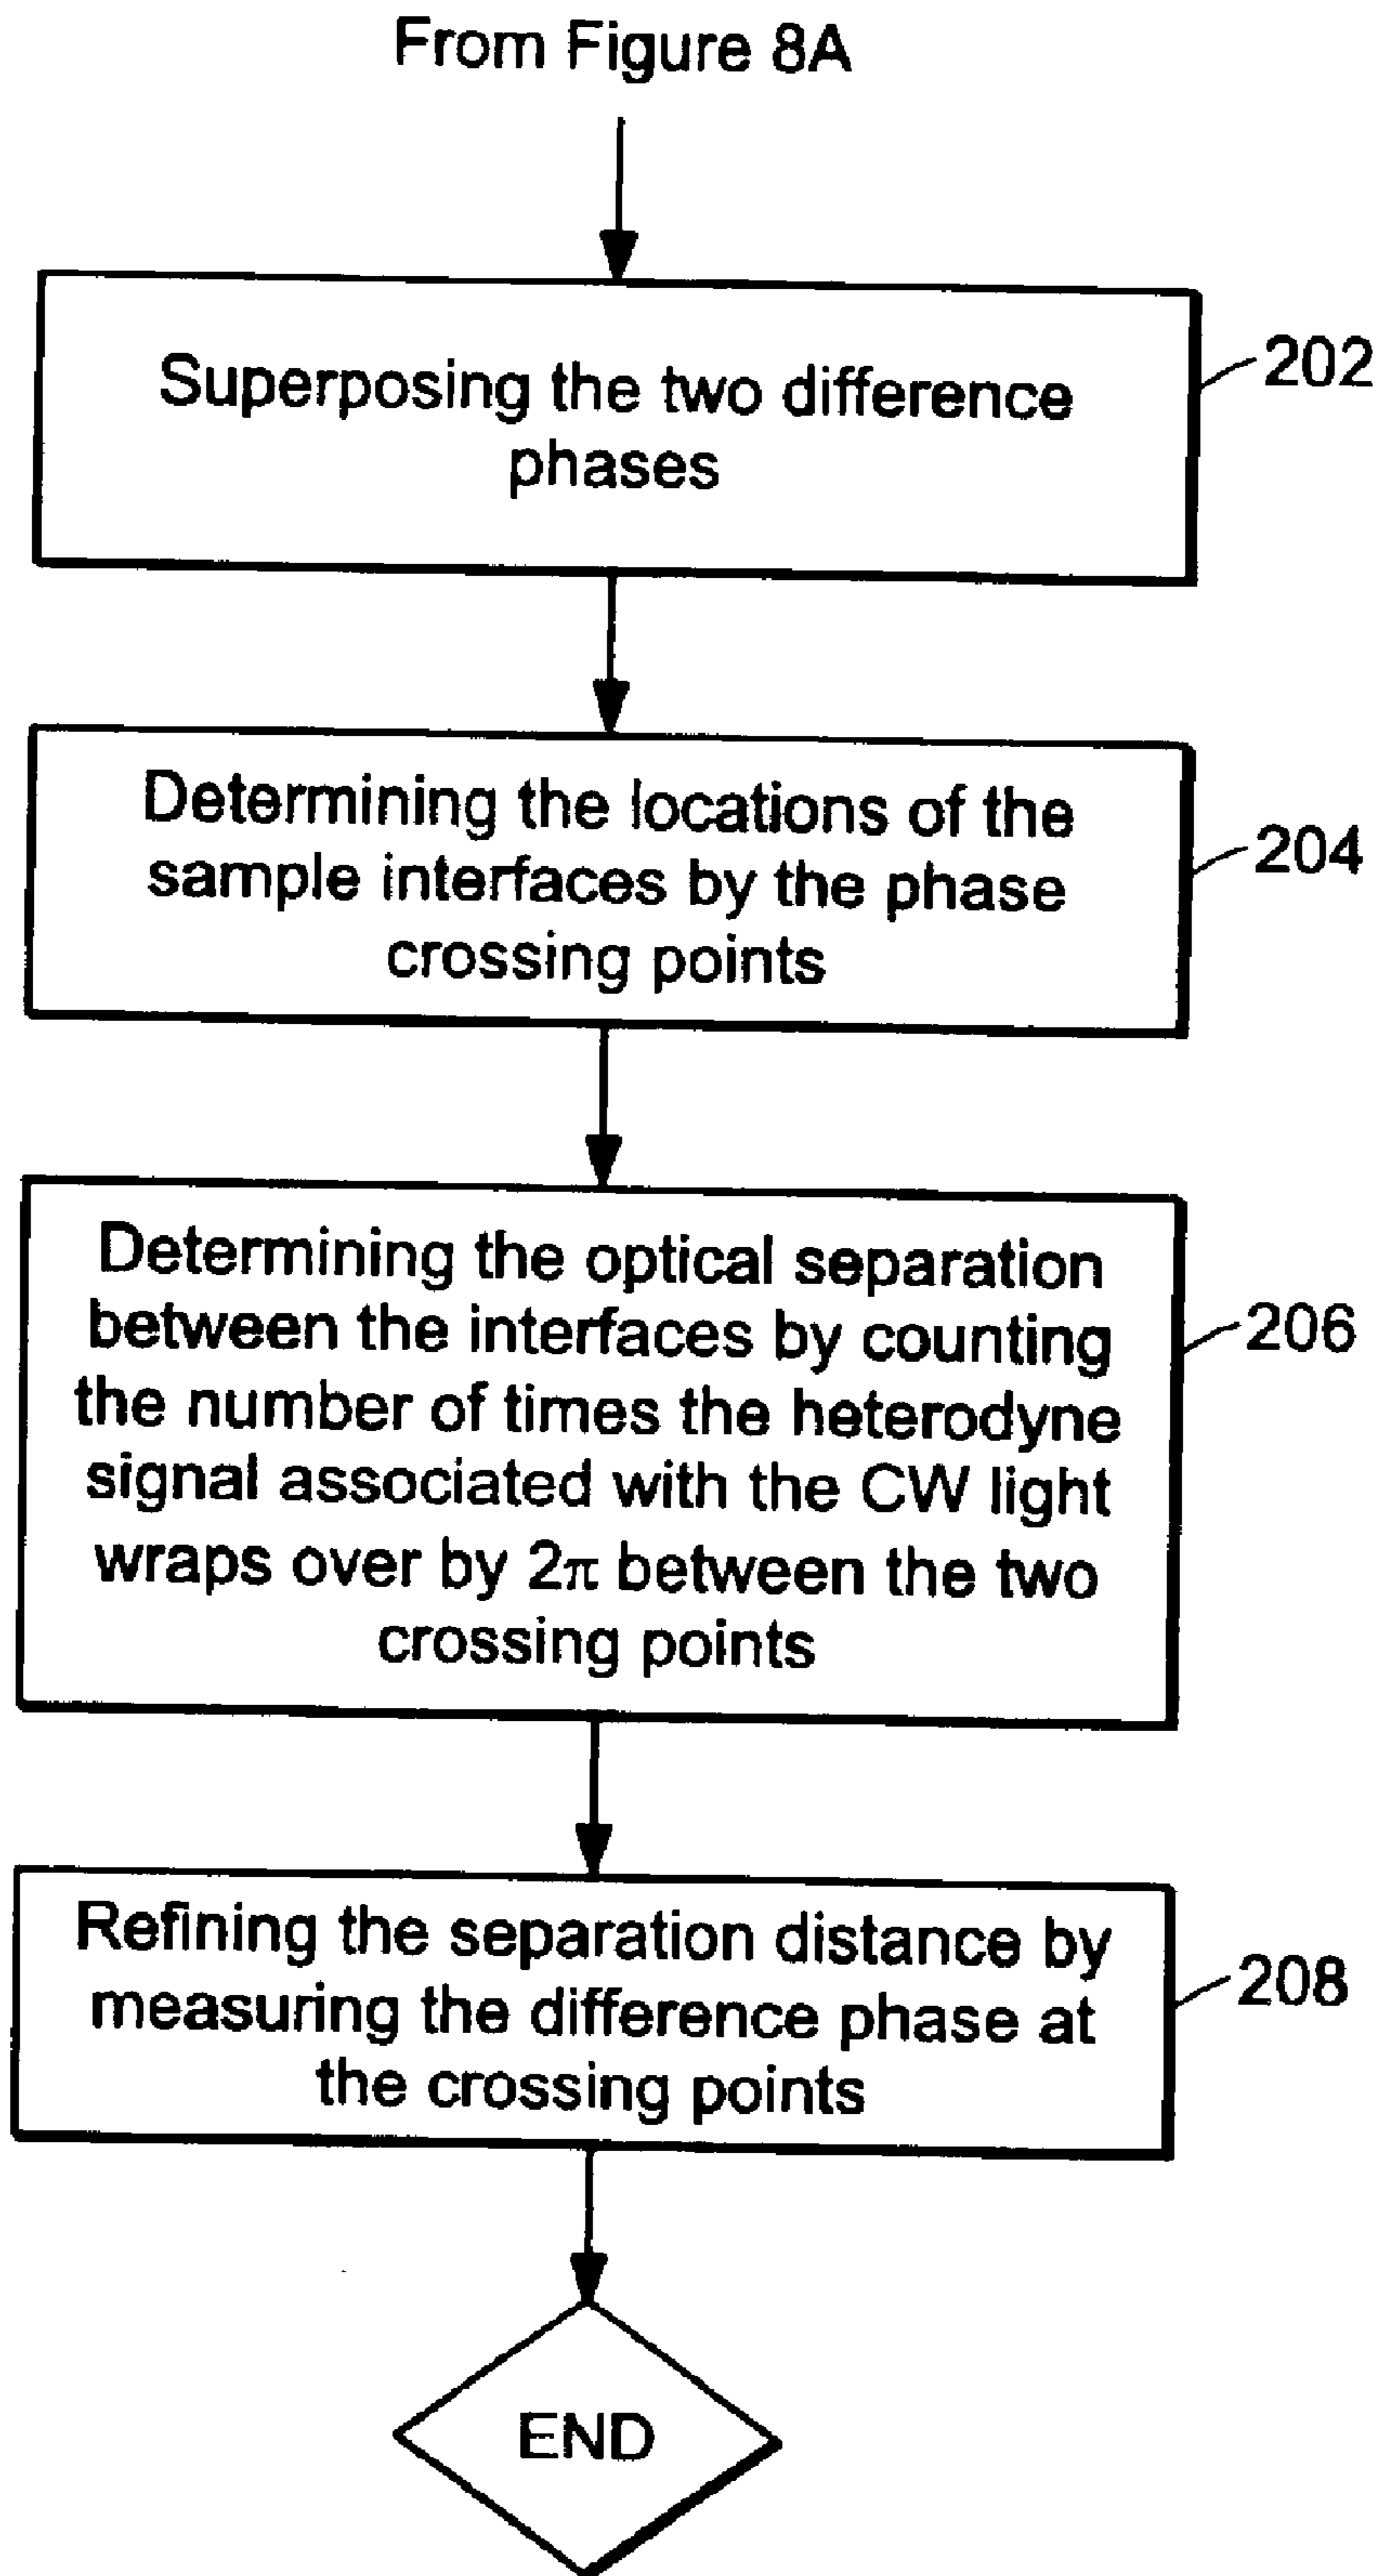 From Figure 8A
Superposing the two difference
phases
202
Determining the locations of the
sample interfaces by the phase
crossing points
204
Determining the optical separation
between the interfaces by counting
the number of times the heterodyne
signal associated with the CW light
wraps over by 2π between the two
crossing points
206
Refining the separation distance by
measuring the difference phase at
the crossing points
208
END